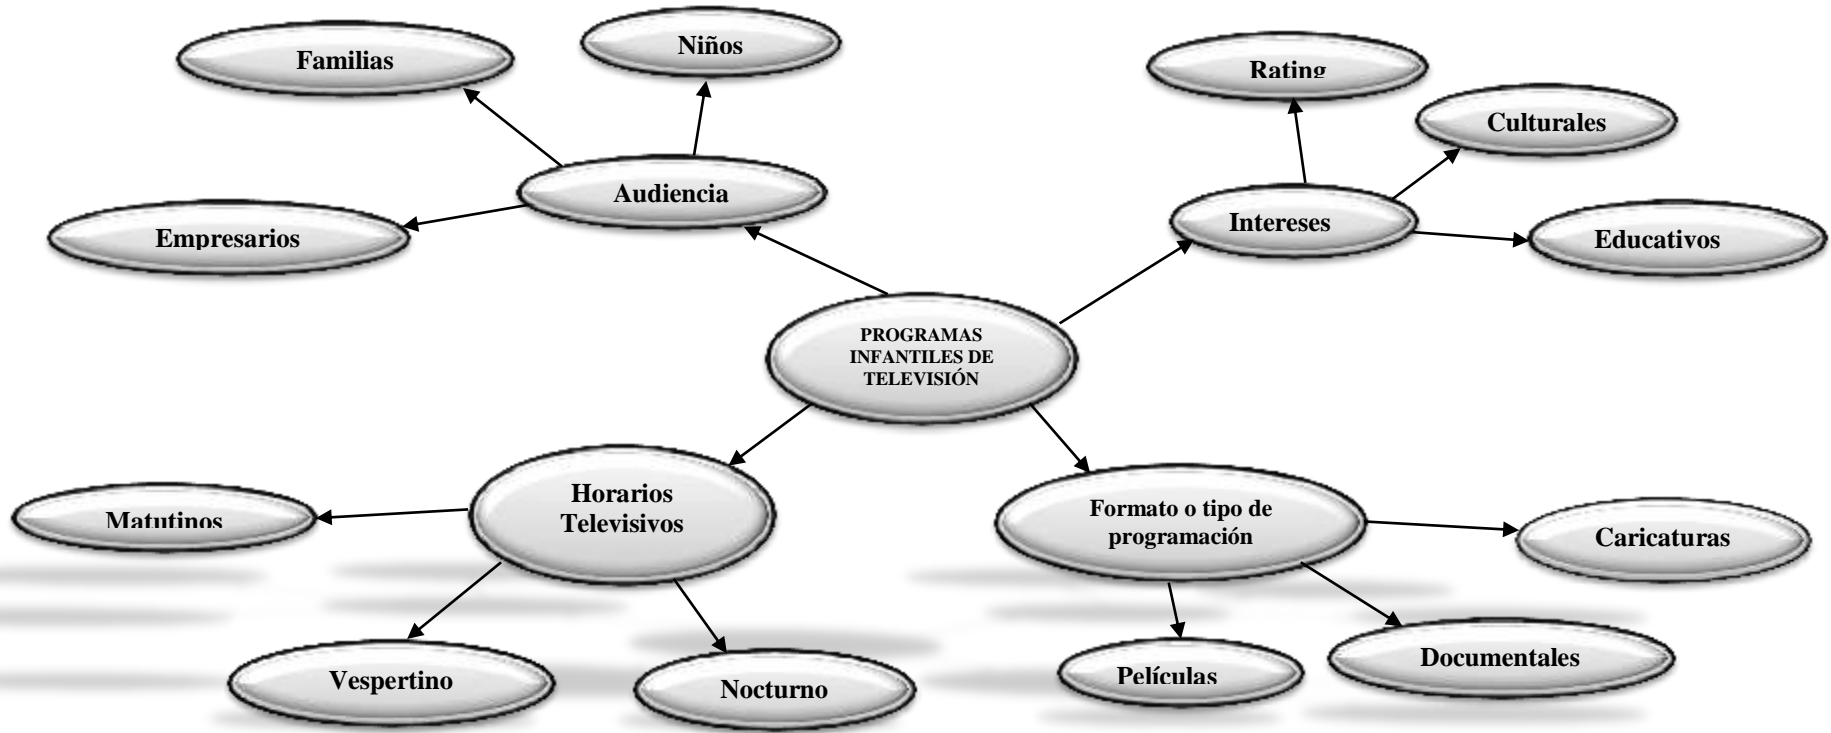 Niños
Familias
Rating
Culturales
Audiencia
Intereses
Empresarios
Educativos
PROGRAMAS
INFANTILES DE
TELEVISIÓN
Horarios
Televisivos
Matutinos
Formato o tipo de
programación
Caricaturas
Vespertino
Nocturno
Películas
Documentales